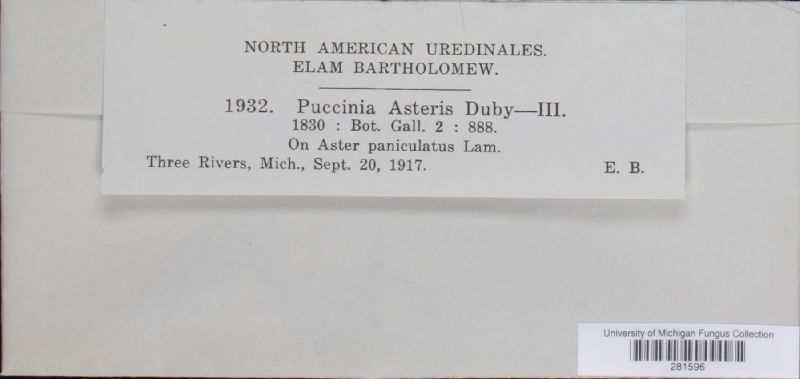 NORTH AMERICAN UREDINALES.
ELAM BARTHOLOMEW.
1932. Puccinia Asteris Duby—III.
1830 : Bot. Gall. 2 : 888.
On Aster paniculatus Lam.
Three Rivers, Mich., Sept. 20, 1917. E. B.
University of Michigan Fungus Collection
281596